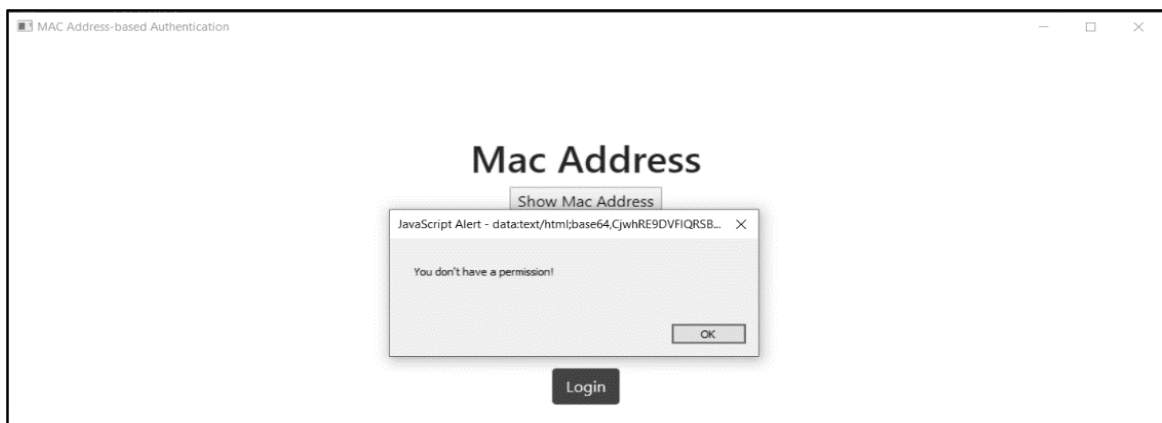 MAC Address-based Authentication
Mac Address
Show Mac Address
JavaScript Alert - data:text/html;base64,CjwhRE9DVFlQRSB...
You don't have a permission!
OK
Login